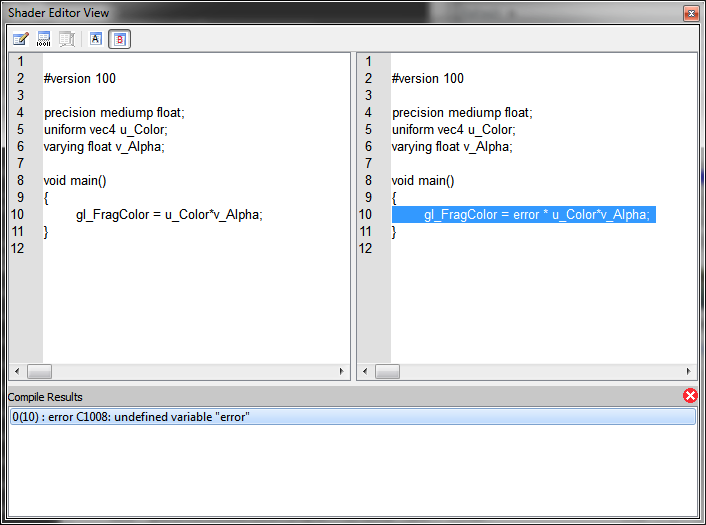 Shader Editor View
10011
A
B
1
2 #version 100
3
4 precision mediump float;
5 uniform vec4 u_Color;
6 varying float v_Alpha;
7
8 void main()
9 {
10 gl_FragColor = u_Color*v_Alpha;
11 }
12
1
2 #version 100
3
4 precision mediump float;
5 uniform vec4 u_Color;
6 varying float v_Alpha;
7
8 void main()
9 {
10 gl_FragColor = error * u_Color*v_Alpha;
11 }
12
Compile Results
0(10) : error C1008: undefined variable "error"